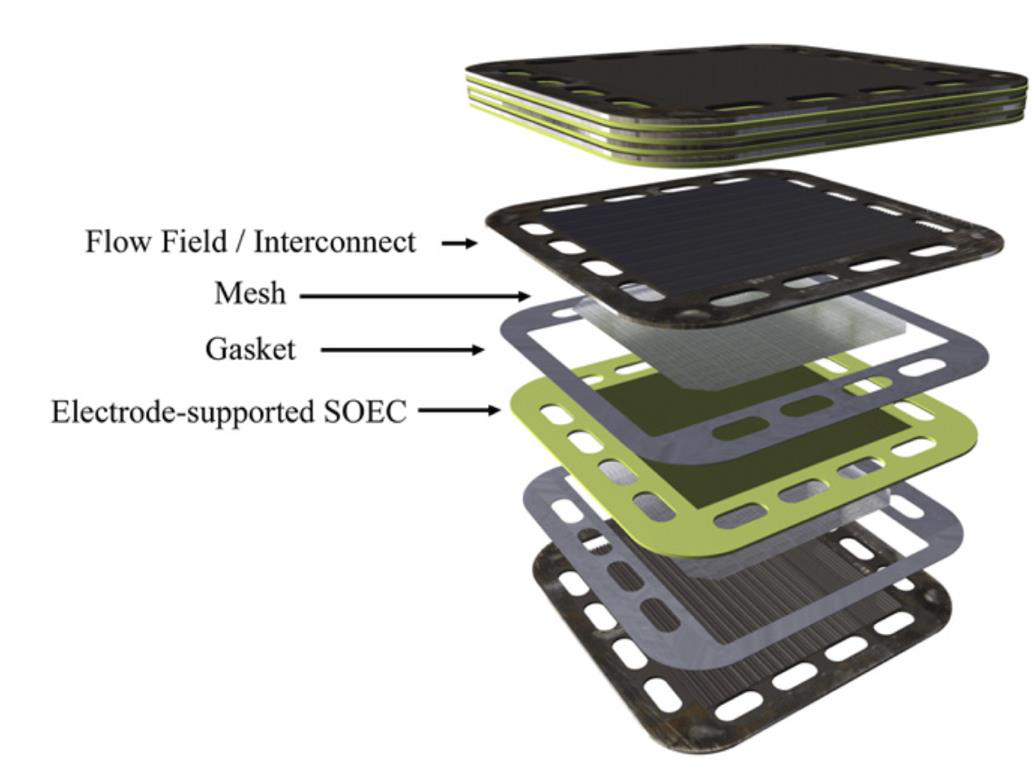 Flow Field / Interconnect
Mesh
Gasket
Electrode-supported SOEC